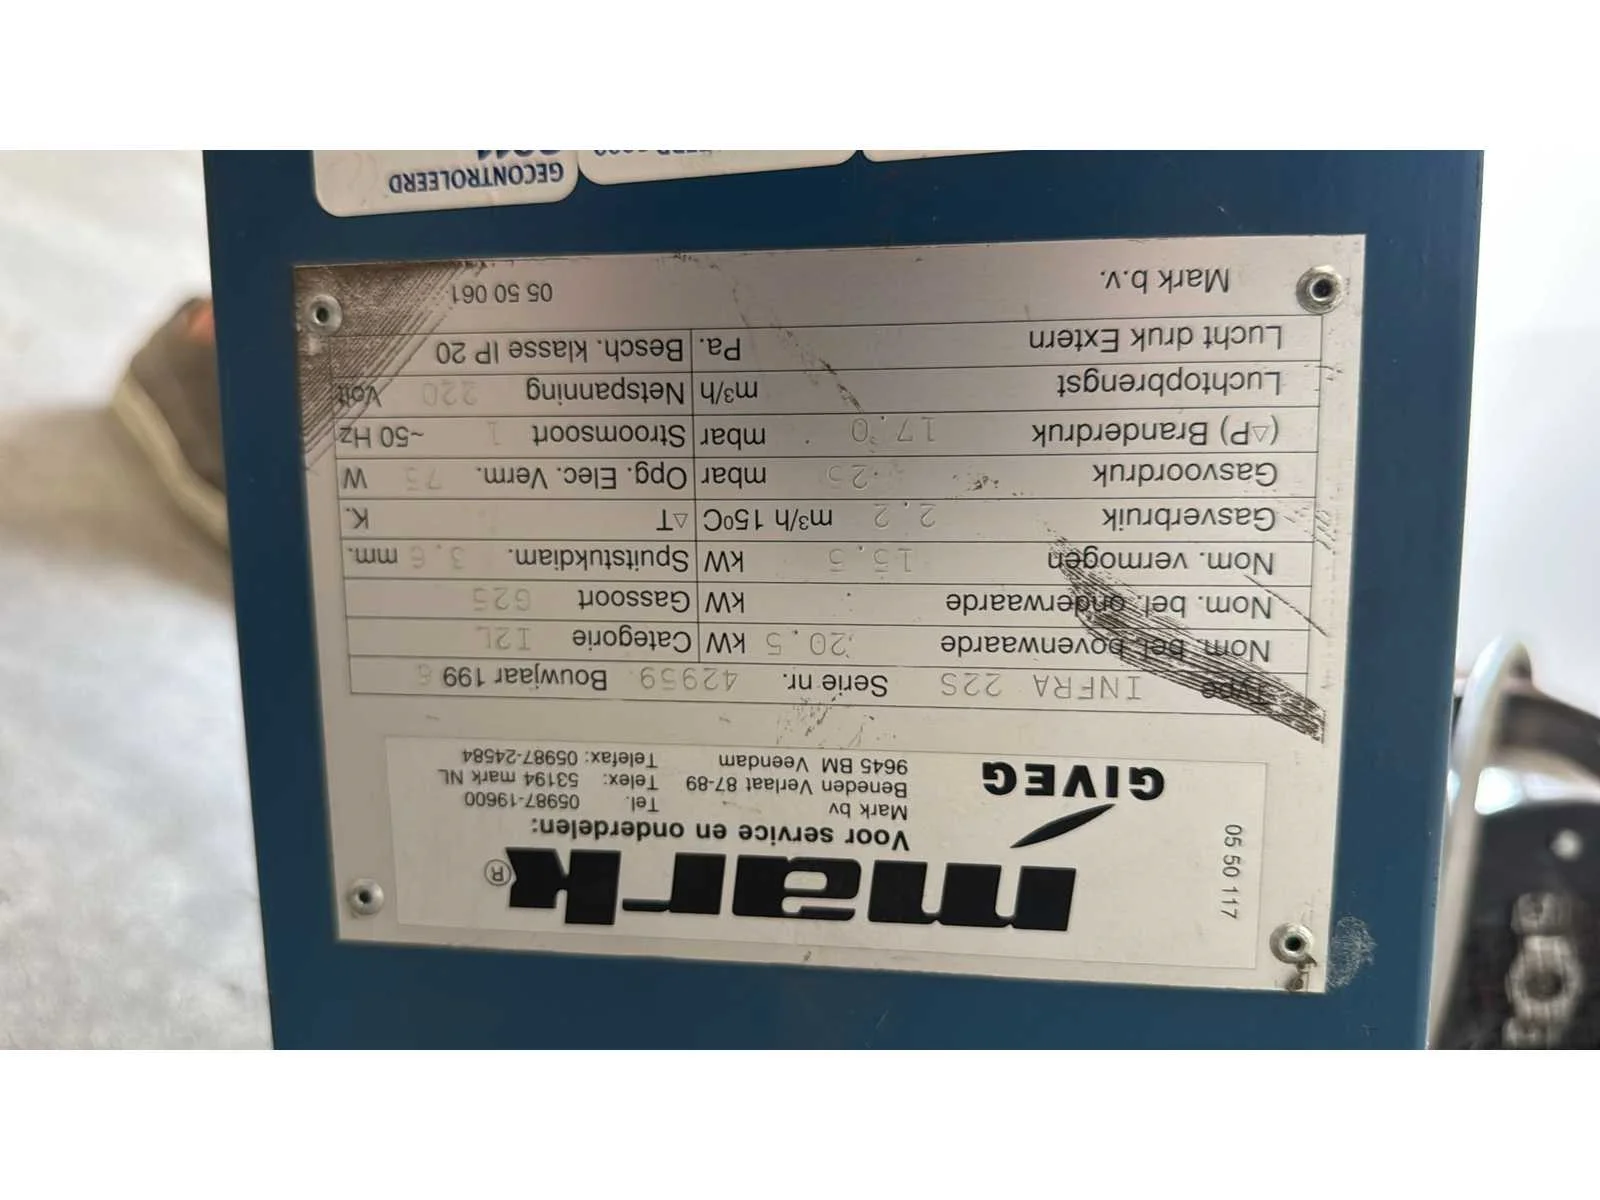 mark®
05 50 117
GIVEG
Voor service en onderdelen:
Mark bv Tel. 05987-19600
Beneden Verlaat 87-89 Telex: 53194 mark NL
9645 BM Veendam Telefax: 05987-24584
Type INFRA 22S Serie nr. 42959 Bouwjaar 1996
Nom. bel. bovenwaarde 20.5 kW Categorie I2L
Nom. bel. onderwaarde kW Gassoort G25
Nom. vermogen 15.5 kW Spuitstukdiam. 3.6 mm.
Gasverbruik 2.2 m³/h 15ºC △T K.
Gasvoordruk 25 mbar Opg. Elec. Verm. 75 W
(△P) Branderdruk 17.0 mbar Stroomsoort 1 ~50 Hz
Luchtopbrengst m³/h Netspanning 220 Volt
Lucht druk Extern Pa. Besch. klasse IP 20
Mark b.v. 05 50 061
GECONTROLEERD